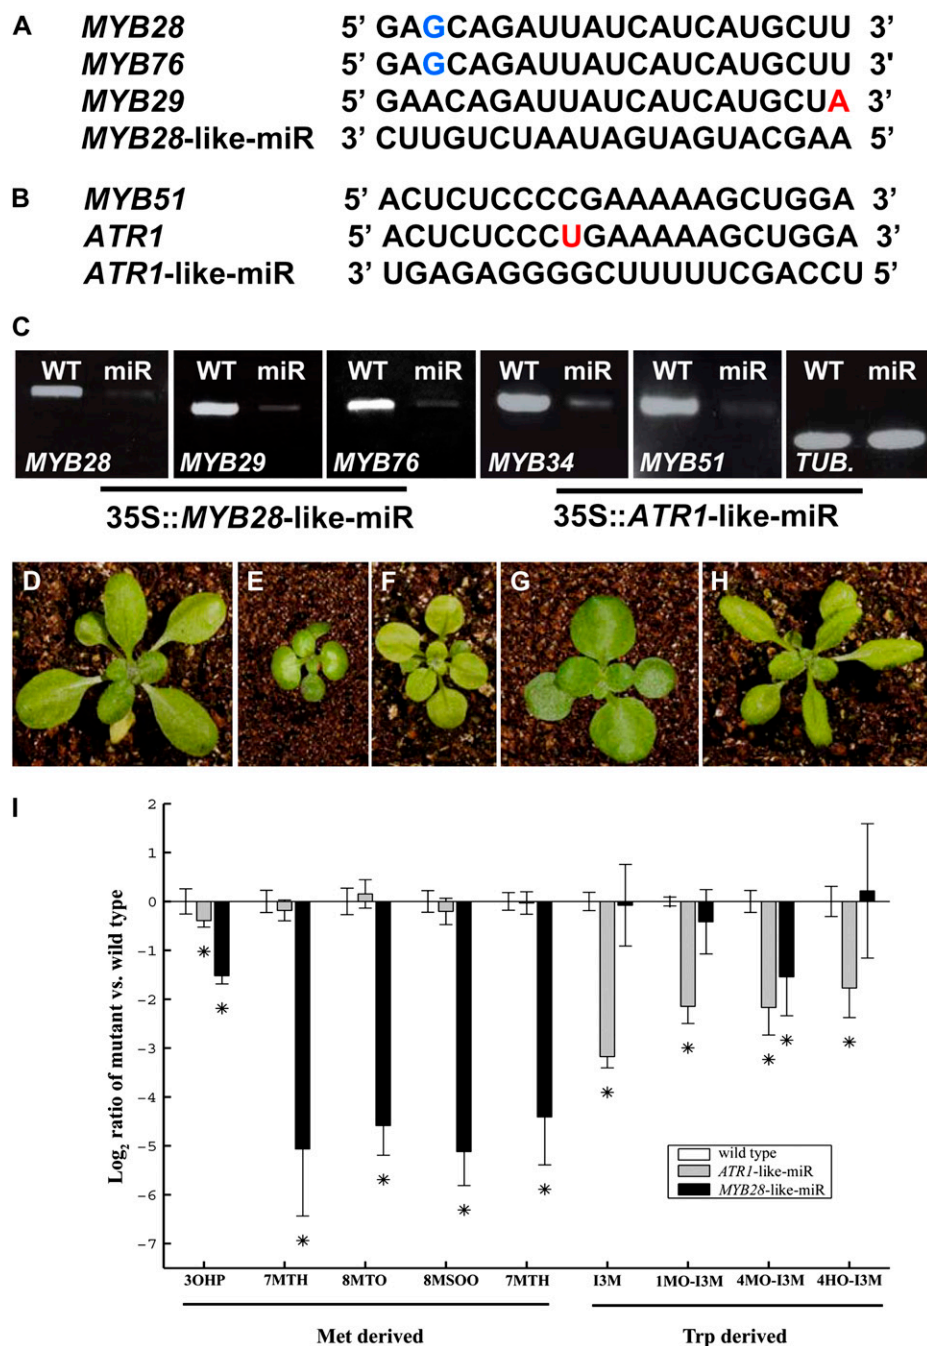 A MYB28 5’ GAGCAGAUUAUCAUCAUGCUU 3’
MYB76 5’ GAGCAGAUUAUCAUCAUGCUU 3'
MYB29 5’ GAACAGAUUAUCAUCAUGCUA 3’
MYB28-like-miR 3’ CUUGUCUAAUAGUAGUACGAA 5’
B MYB51 5’ ACUCUCCCCGAAAAAGCUGGA 3’
ATR1 5’ ACUCUCCCUGAAAAAGCUGGA 3’
ATR1-like-miR 3’ UGAGAGGGGCUUUUUCGACCU 5’
C
WT miR WT miR WT miR WT miR WT miR WT miR
MYB28 MYB29 MYB76 MYB34 MYB51 TUB.
35S::MYB28-like-miR 35S::ATR1-like-miR
D E F G H
I
Log2 ratio of mutant vs. wild type
2
1
0
-1
-2
-3
-4
-5
-6
-7
* * * * * * * * * * *
wild type
ATR1-like-miR
MYB28-like-miR
3OHP 7MTH 8MTO 8MSOO 7MTH I3M 1MO-I3M 4MO-I3M 4HO-I3M
Met derived Trp derived